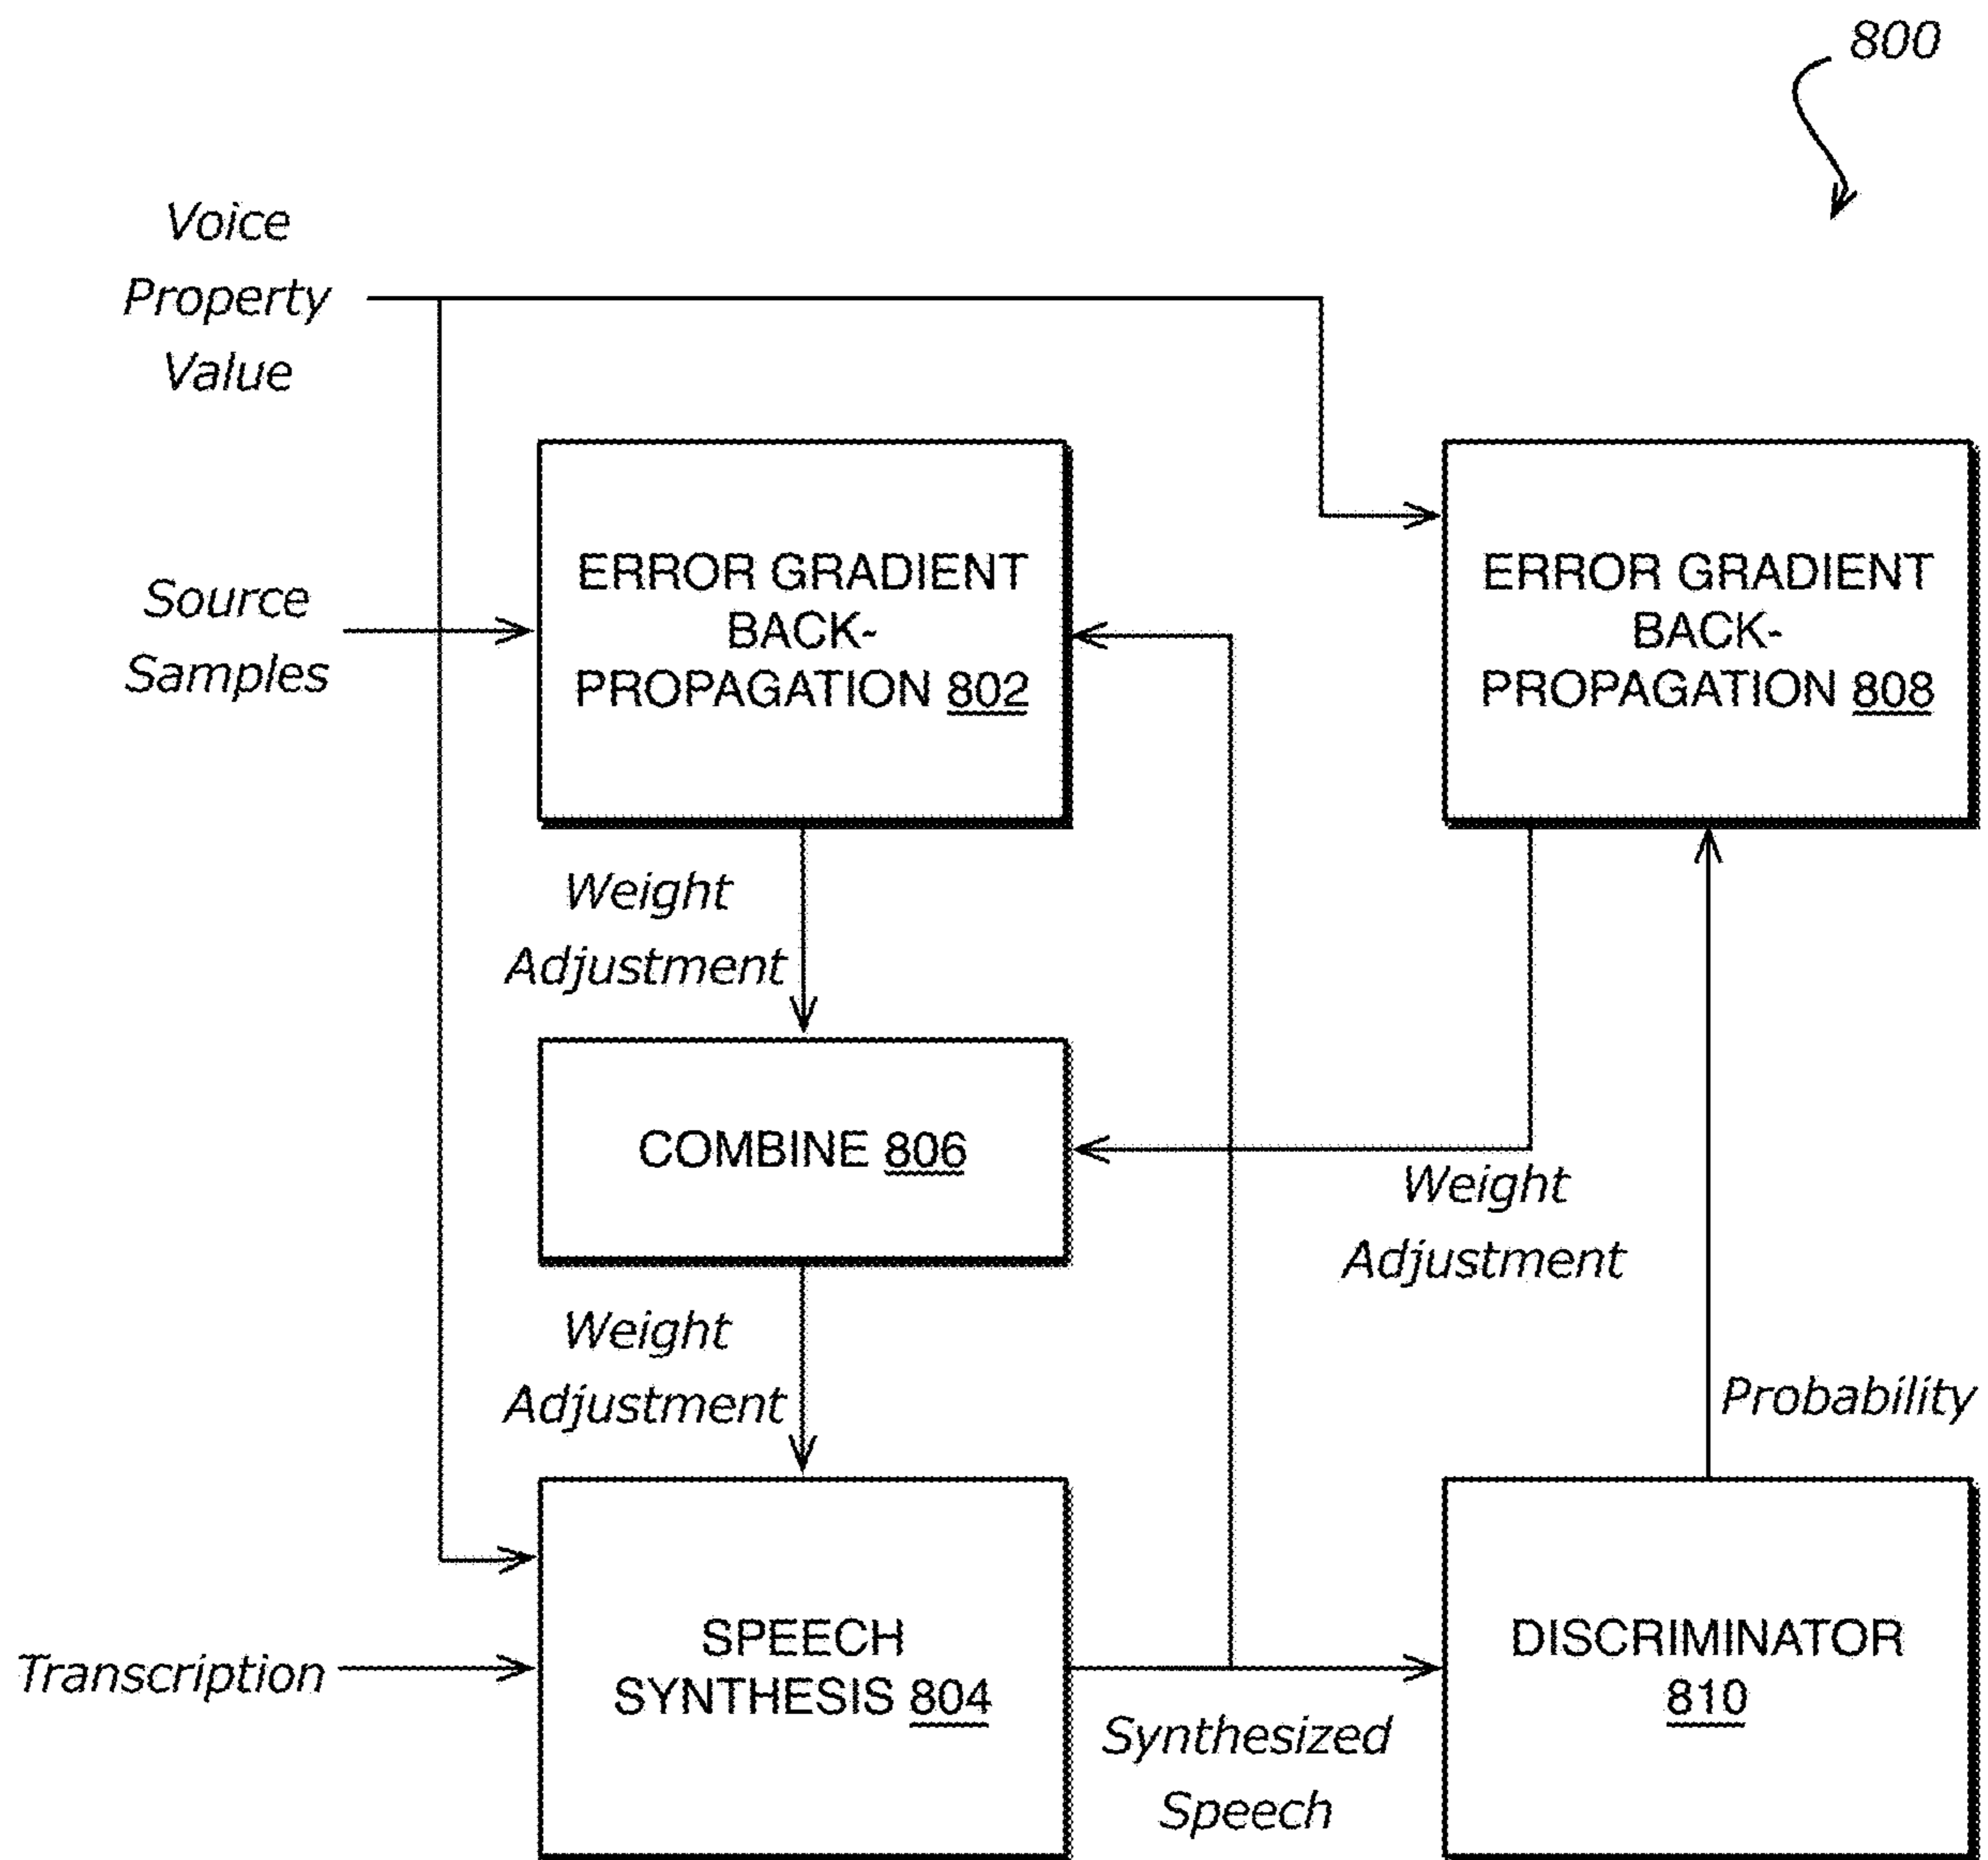 800
Voice
Property
Value
ERROR GRADIENT
BACK-
PROPAGATION 802
ERROR GRADIENT
BACK-
PROPAGATION 808
Source
Samples
Weight
Adjustment
COMBINE 806
Weight
Adjustment
Weight
Adjustment
Probability
Transcription
SPEECH
SYNTHESIS 804
Synthesized
Speech
DISCRIMINATOR
810